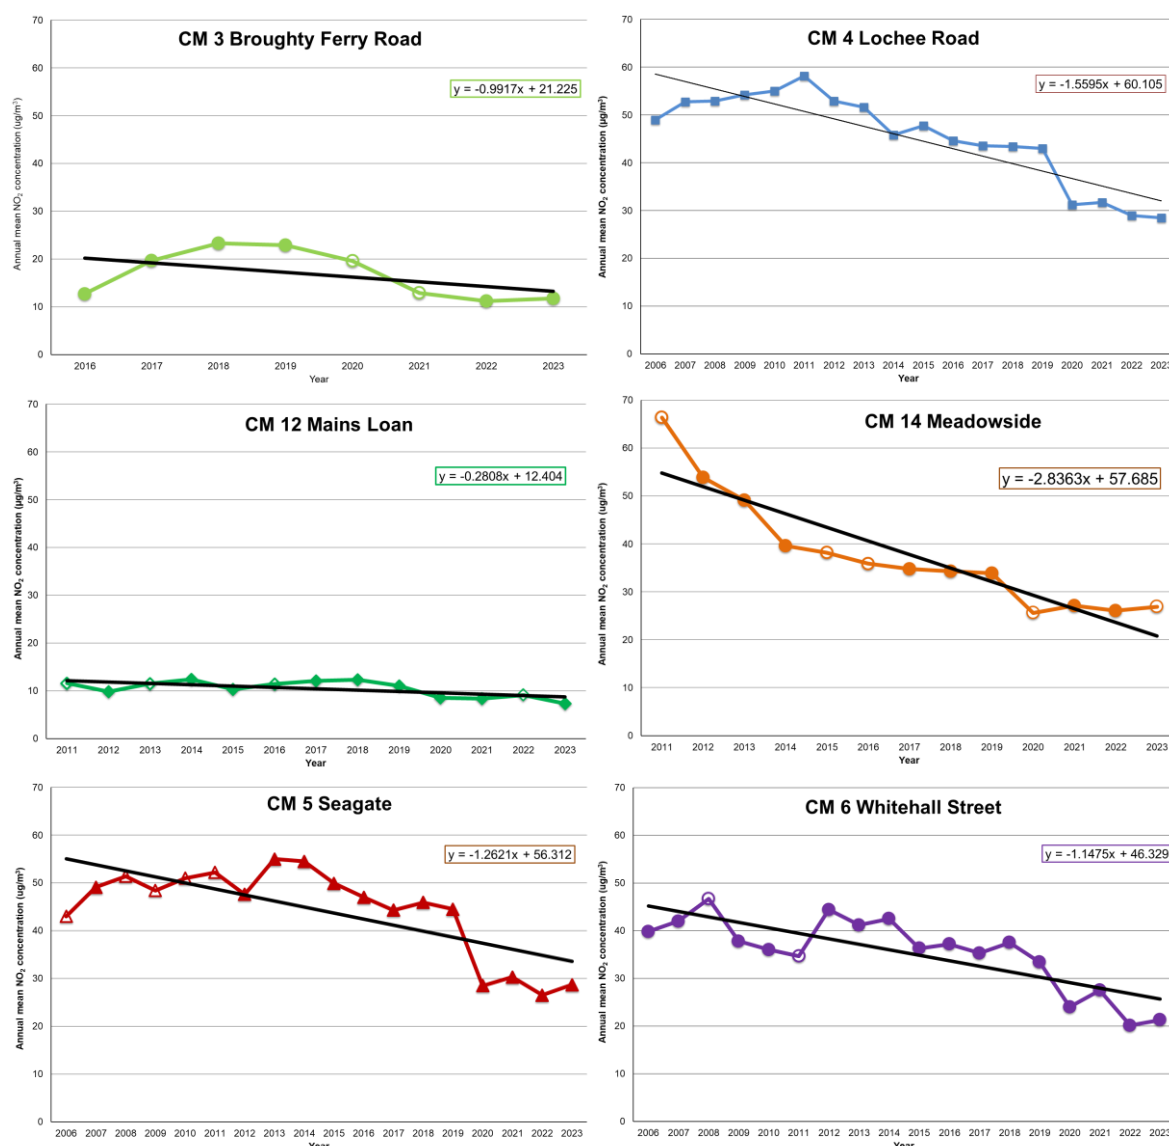 CM 3 Broughty Ferry Road
y = -0.9917x + 21.225
Annual mean NO₂ concentration (ug/m³)
70
60
50
40
30
20
10
0
2016 2017 2018 2019 2020 2021 2022 2023
Year
CM 4 Lochee Road
y = -1.5595x + 60.105
Annual mean NO₂ concentration (µg/m³)
70
60
50
40
30
20
10
0
2006 2007 2008 2009 2010 2011 2012 2013 2014 2015 2016 2017 2018 2019 2020 2021 2022 2023
Year
CM 12 Mains Loan
y = -0.2808x + 12.404
Annual mean NO₂ concentration (µg/m³)
70
60
50
40
30
20
10
0
2011 2012 2013 2014 2015 2016 2017 2018 2019 2020 2021 2022 2023
Year
CM 14 Meadowside
y = -2.8363x + 57.685
Annual mean NO₂ concentration (ug/m³)
70
60
50
40
30
20
10
0
2011 2012 2013 2014 2015 2016 2017 2018 2019 2020 2021 2022 2023
Year
CM 5 Seagate
y = -1.2621x + 56.312
Annual mean NO₂ concentration (ug/m³)
70
60
50
40
30
20
10
0
2006 2007 2008 2009 2010 2011 2012 2013 2014 2015 2016 2017 2018 2019 2020 2021 2022 2023
Year
CM 6 Whitehall Street
y = -1.1475x + 46.329
Annual mean NO₂ concentration (ug/m³)
70
60
50
40
30
20
10
0
2006 2007 2008 2009 2010 2011 2012 2013 2014 2015 2016 2017 2018 2019 2020 2021 2022 2023
Year